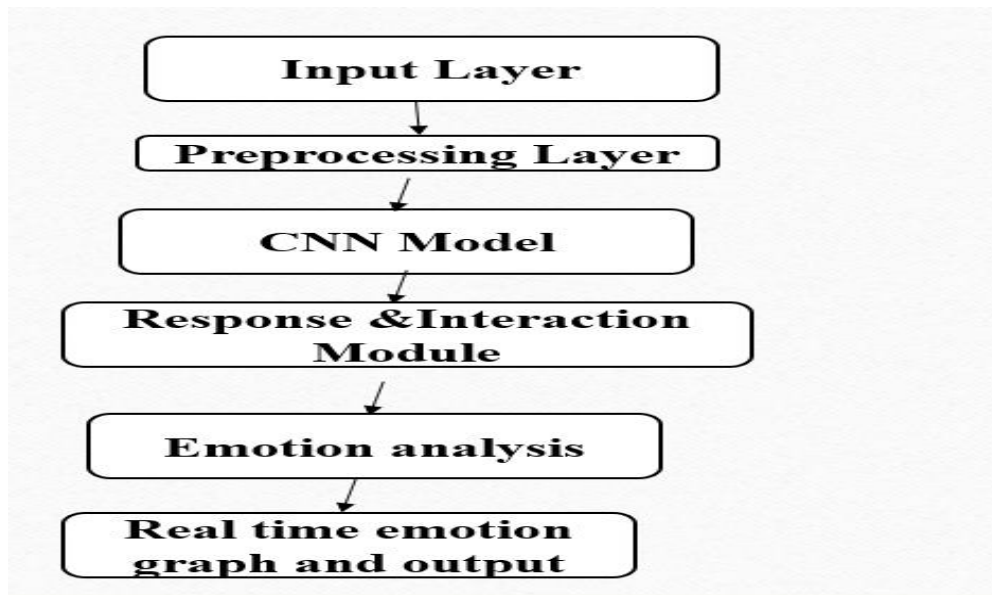 Input Layer
Preprocessing Layer
CNN Model
Response &Interaction
Module
Emotion analysis
Real time emotion
graph and output